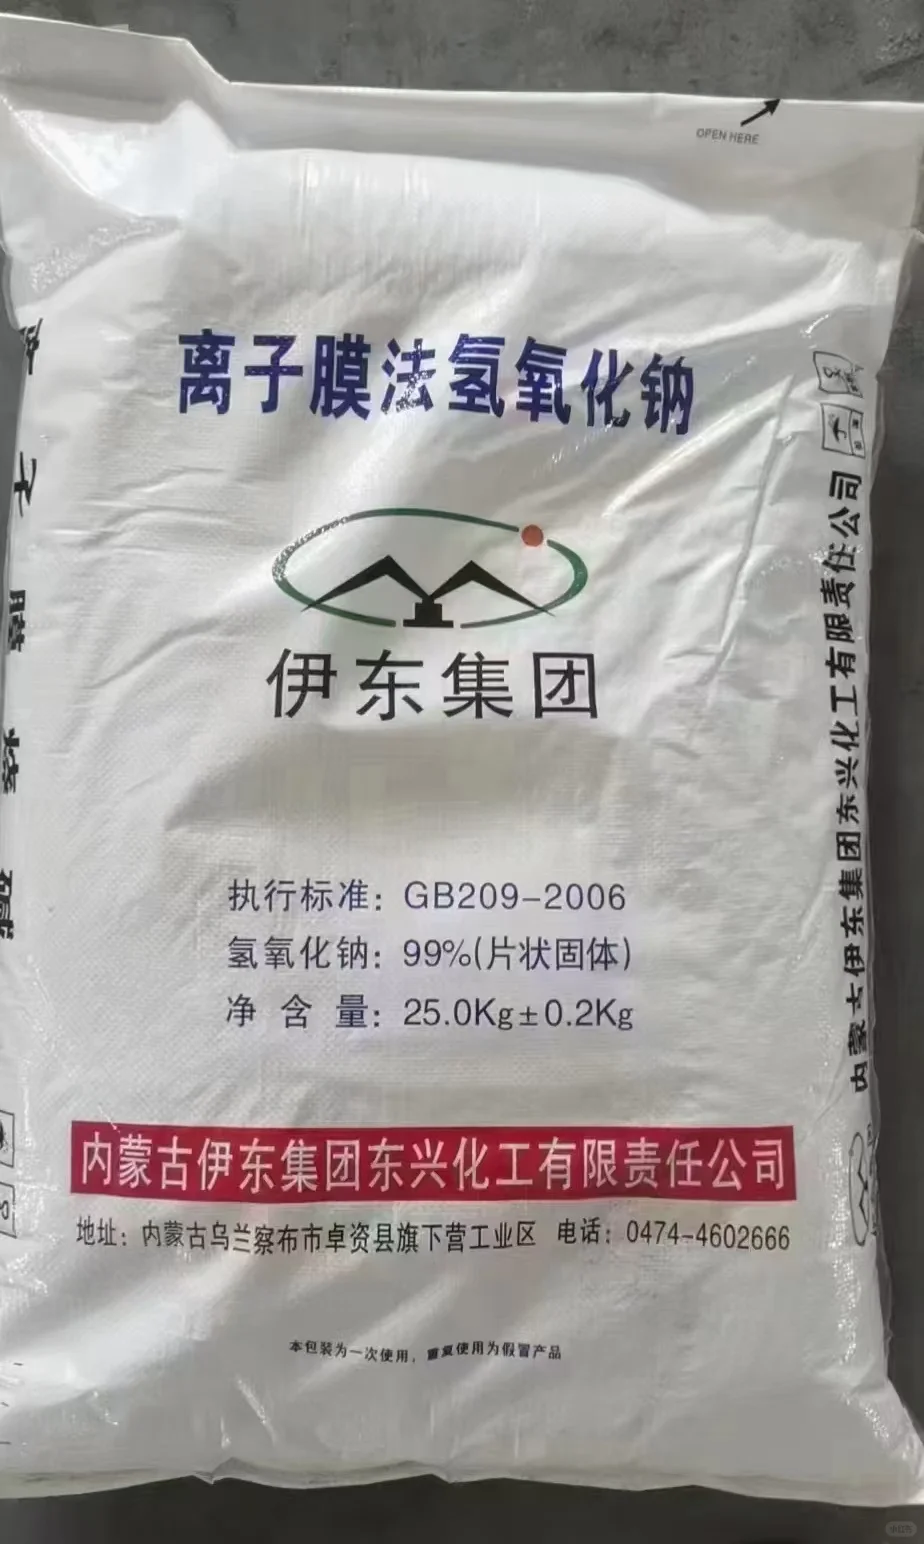 OPEN HERE
离子膜法氢氧化钠
伊东集团
执行标准：GB209-2006
氢氧化钠：99%(片状固体)
净 含 量：25.0Kg±0.2Kg
内蒙古伊东集团东兴化工有限责任公司
地址：内蒙古乌兰察布市卓资县旗下营工业区 电话：0474-4602666
本包装为一次使用，重复使用为假冒产品
子膜烧碱
内蒙古伊东集团东兴化工有限责任公司